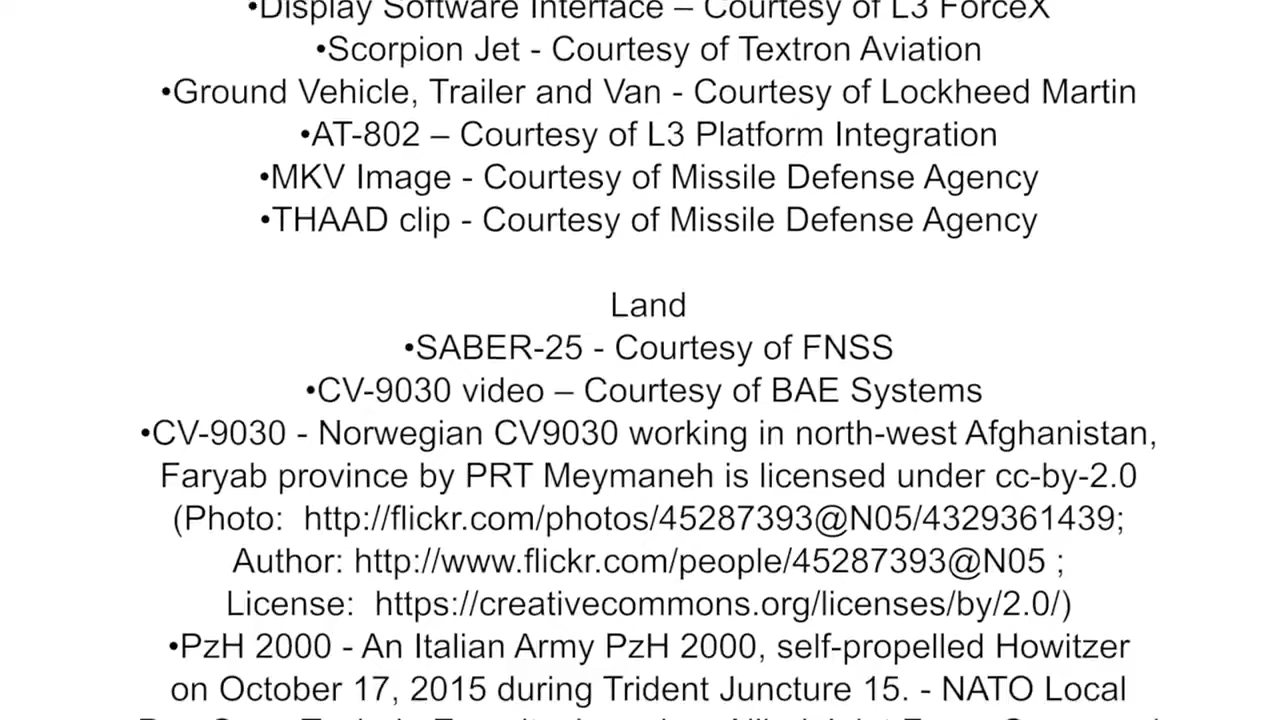 •Display Software Interface – Courtesy of L3 ForceX
•Scorpion Jet - Courtesy of Textron Aviation
•Ground Vehicle, Trailer and Van - Courtesy of Lockheed Martin
•AT-802 – Courtesy of L3 Platform Integration
•MKV Image - Courtesy of Missile Defense Agency
•THAAD clip - Courtesy of Missile Defense Agency
Land
•SABER-25 - Courtesy of FNSS
•CV-9030 video – Courtesy of BAE Systems
•CV-9030 - Norwegian CV9030 working in north-west Afghanistan,
Faryab province by PRT Meymaneh is licensed under cc-by-2.0
(Photo:  http://flickr.com/photos/45287393@N05/4329361439;
Author: http://www.flickr.com/people/45287393@N05 ;
License:  https://creativecommons.org/licenses/by/2.0/)
•PzH 2000 - An Italian Army PzH 2000, self-propelled Howitzer
on October 17, 2015 during Trident Juncture 15. - NATO Local